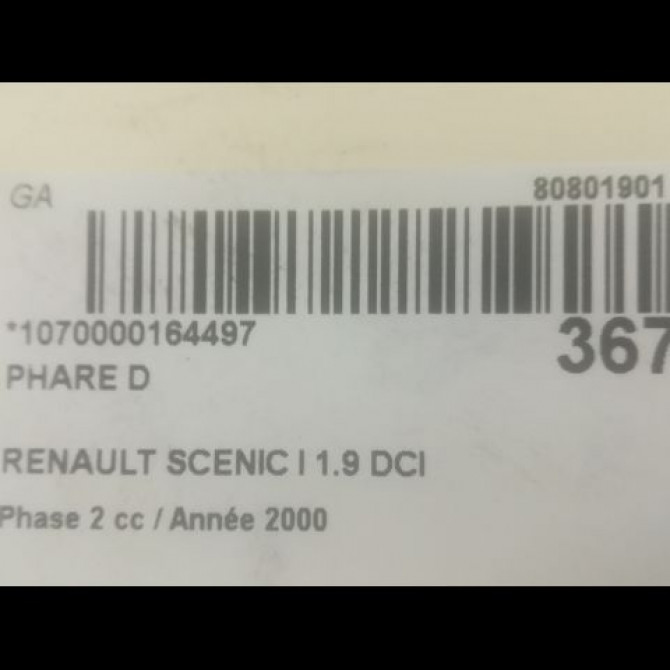 GA 80801901
*1070000164497 367
PHARE D
RENAULT SCENIC I 1.9 DCI
Phase 2 cc / Année 2000